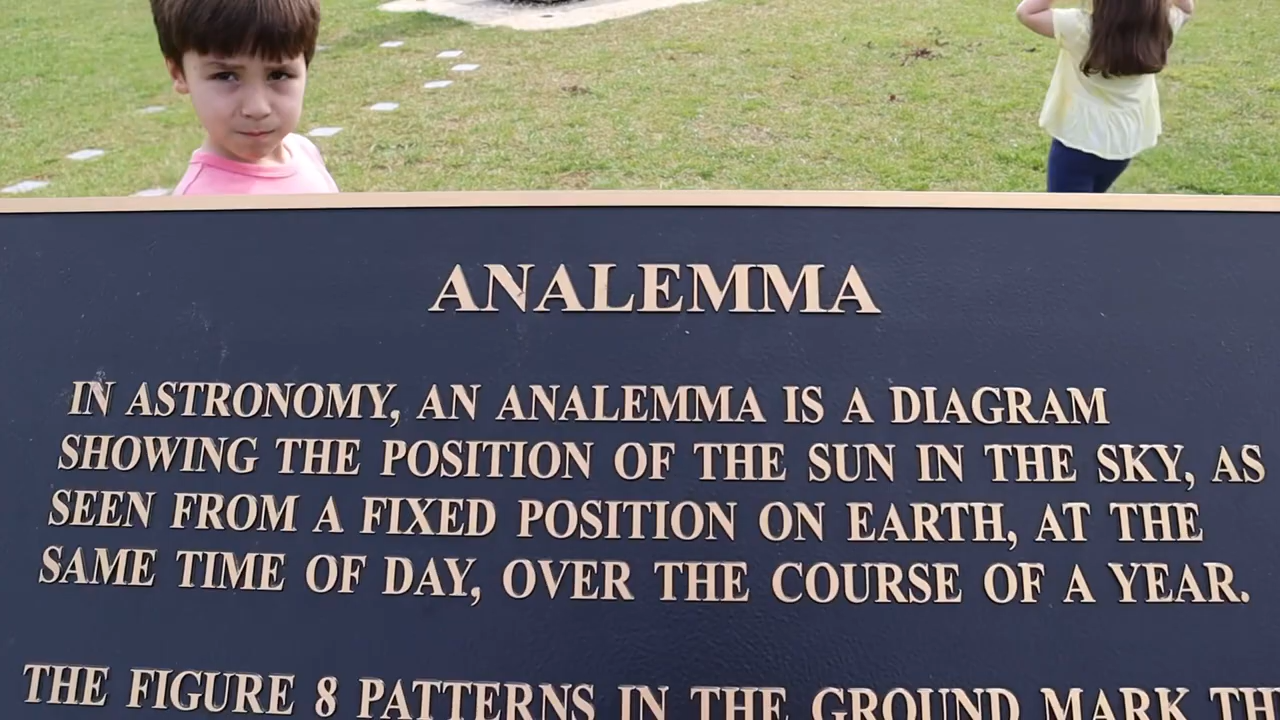 ANALEMMA
IN ASTRONOMY, AN ANALEMMA IS A DIAGRAM
SHOWING THE POSITION OF THE SUN IN THE SKY, AS
SEEN FROM A FIXED POSITION ON EARTH, AT THE
SAME TIME OF DAY, OVER THE COURSE OF A YEAR.
THE FIGURE 8 PATTERNS IN THE GROUND MARK